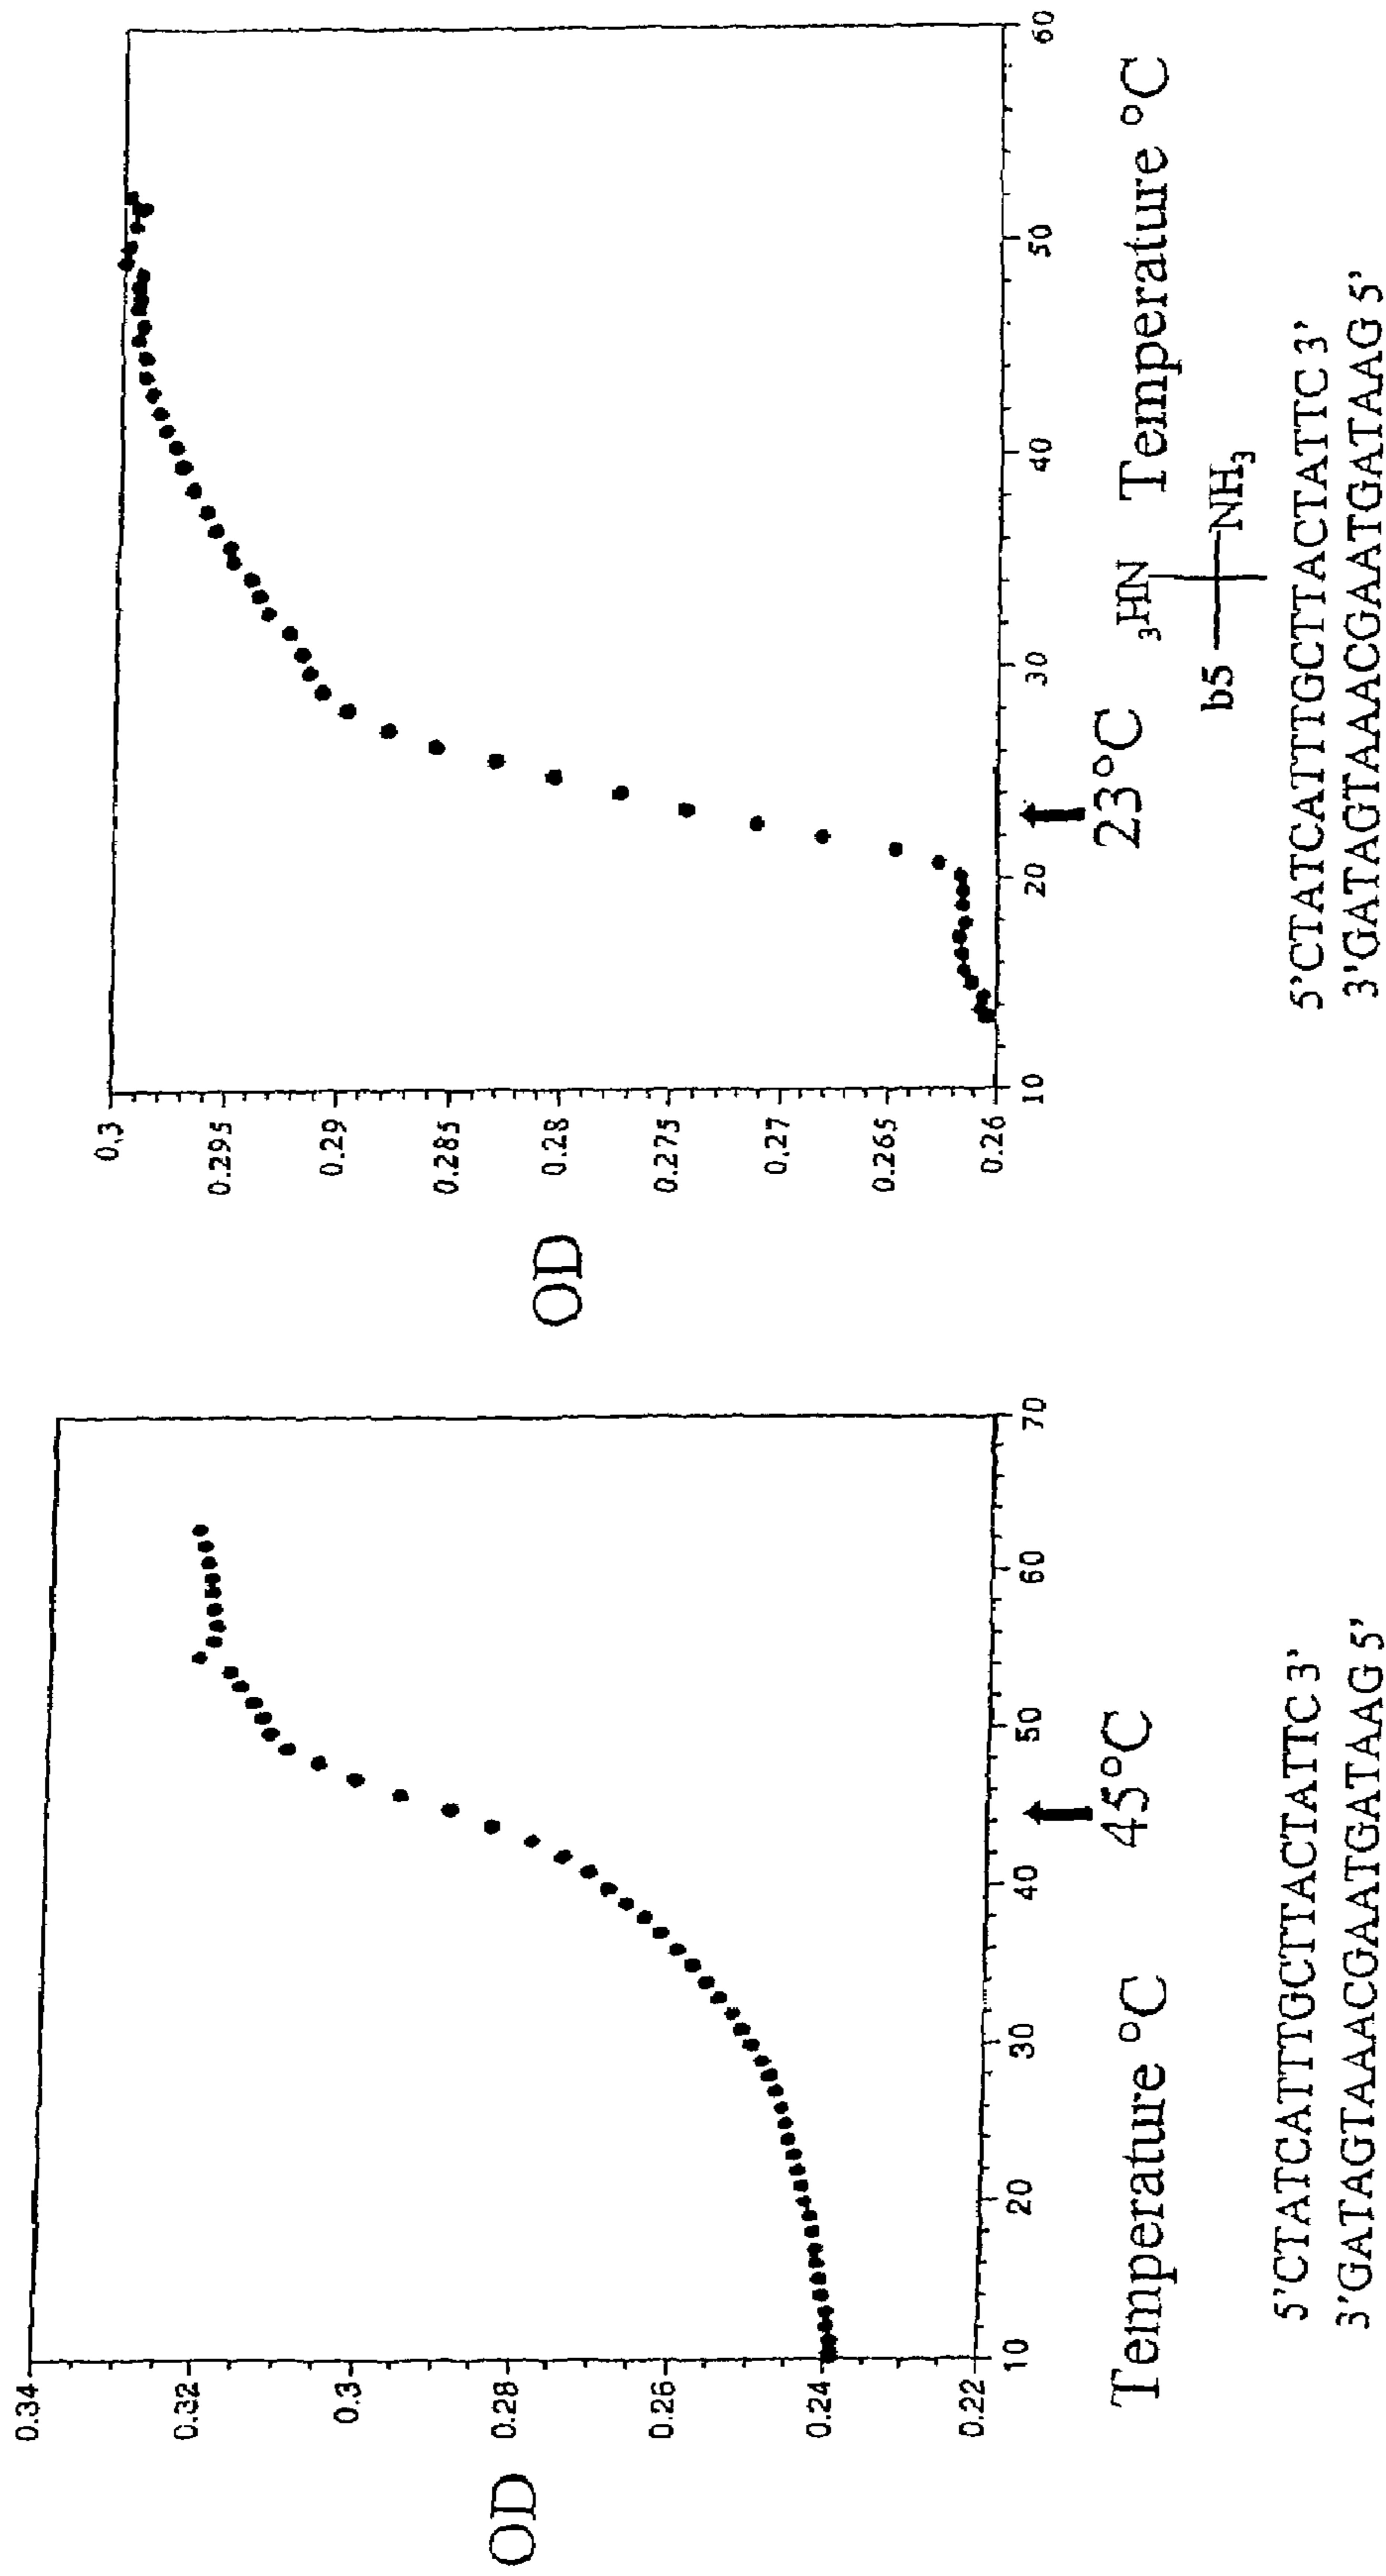 OD
0.34
0.32
0.3
0.28
0.26
0.24
0.22
10
20
30
40
50
60
70
Temperature °C
45°C
5'CTATCATTTGCTTACTATTC 3'
3'GATAGTAAACGAATGATAAG 5'
OD
0.3
0.295
0.29
0.285
0.28
0.275
0.27
0.265
0.26
10
20
30
40
50
60
23°C
Temperature °C
₃HN
b5
NH₃
5'CTATCATTTGCTTACTATTC 3'
3'GATAGTAAACGAATGATAAG 5'